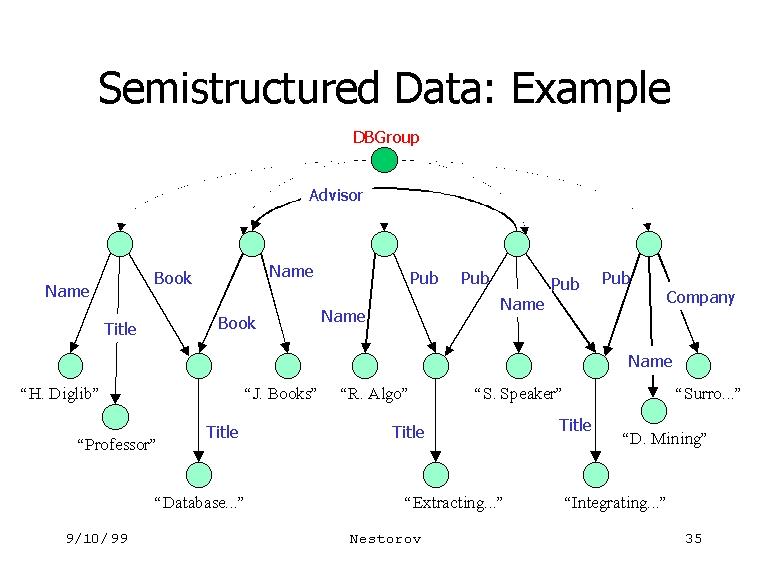 Semistructured Data: Example
DBGroup
Advisor
Name
Book
Name
Pub
Pub
Pub
Pub
Company
Name
Title
Book
Name
Name
“H. Diglib”
“J. Books”
“R. Algo”
“S. Speaker”
“Surro...”
“Professor”
Title
Title
Title
“D. Mining”
“Database...”
“Extracting...”
“Integrating...”
9/10/99
Nestorov
35